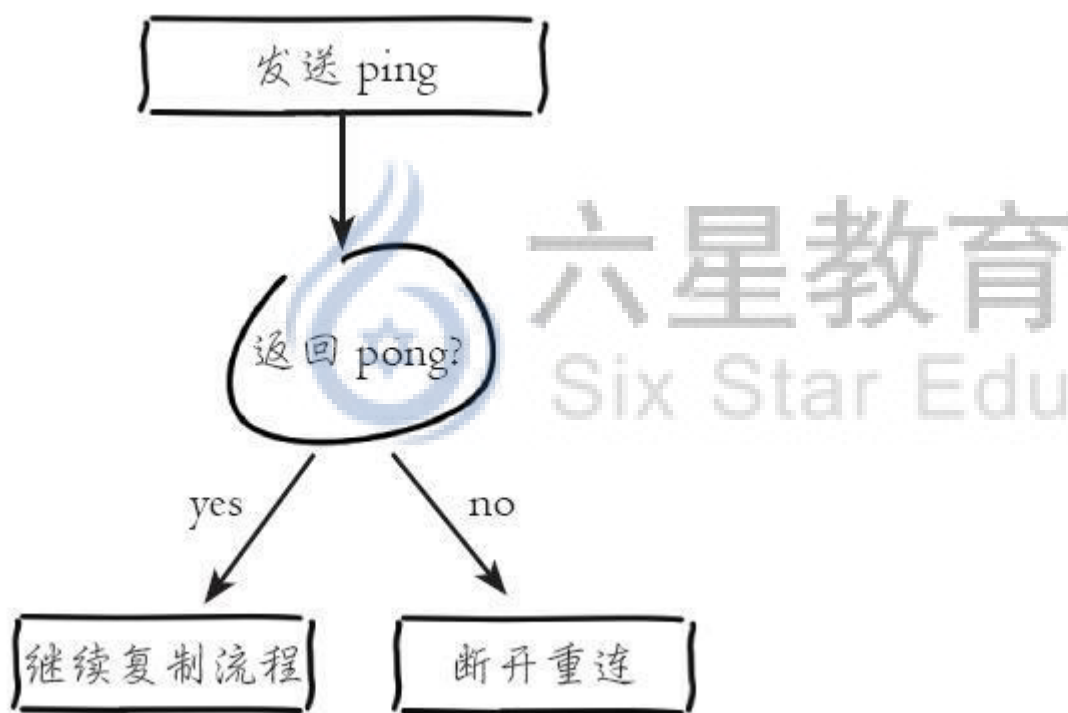 发送 ping
六星教育
返回 pong?
Six Star Edu
yes
no
继续复制流程
断开重连